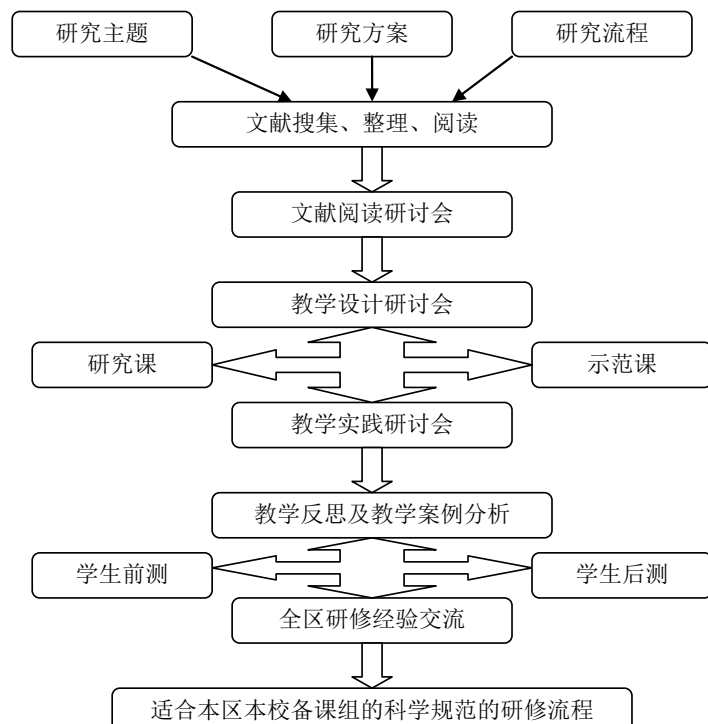 研究主题
研究方案
研究流程
文献搜集、整理、阅读
文献阅读研讨会
教学设计研讨会
研究课
示范课
教学实践研讨会
教学反思及教学案例分析
学生前测
学生后测
全区研修经验交流
适合本区本校备课组的科学规范的研修流程